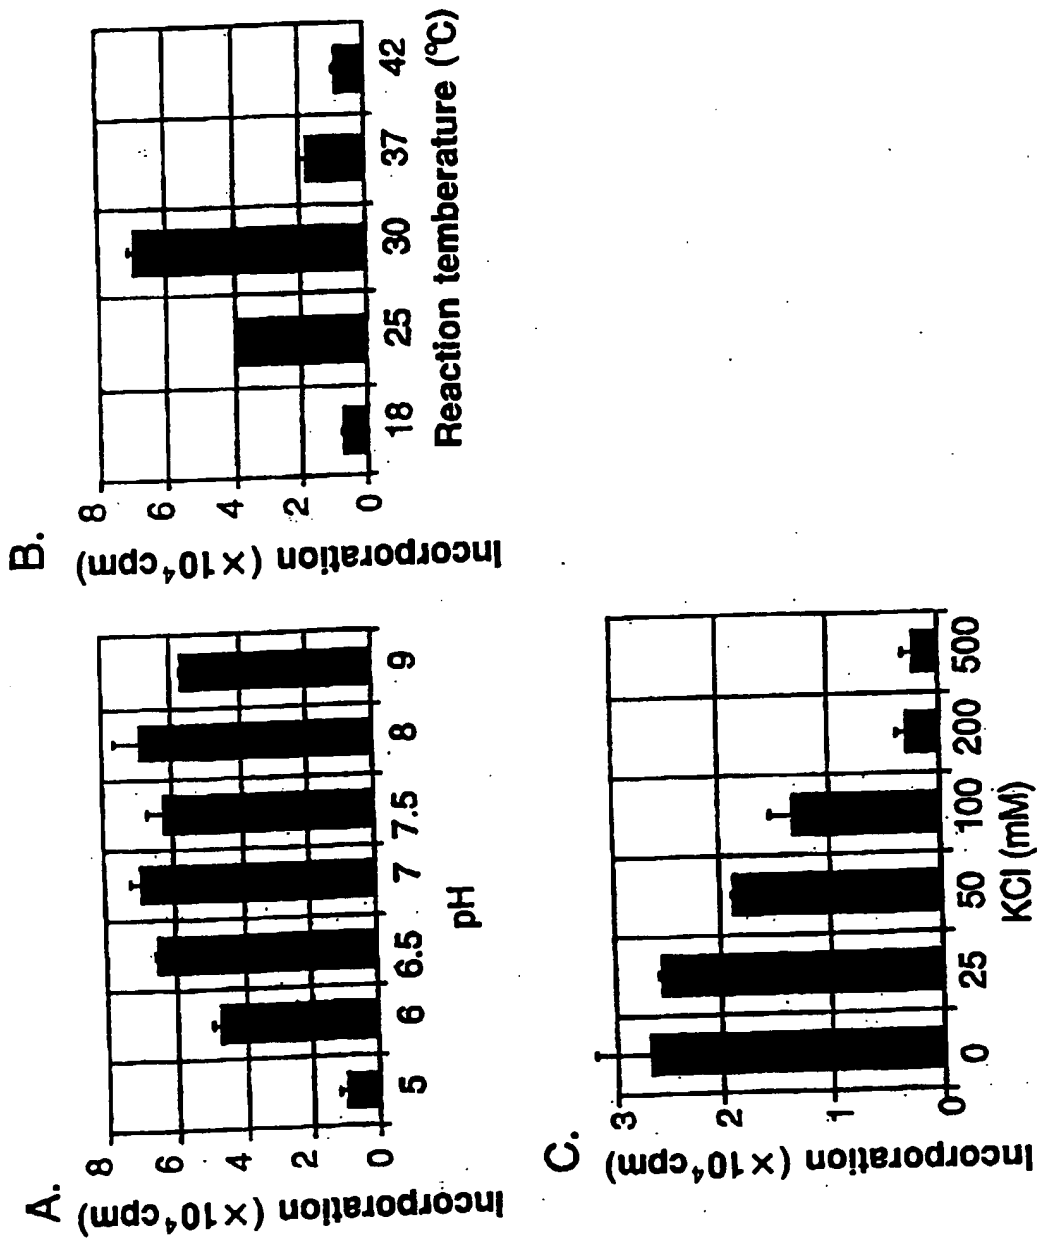 A.
Incorporation (×10⁴cpm)
8
6
4
2
0
5 6 6.5 7 7.5 8 9
pH
B.
Incorporation (×10⁴cpm)
8
6
4
2
0
18 25 30 37 42
Reaction temberature (°C)
C.
Incorporation (×10⁴cpm)
3
2
1
0
0 25 50 100 200 500
KCl (mM)